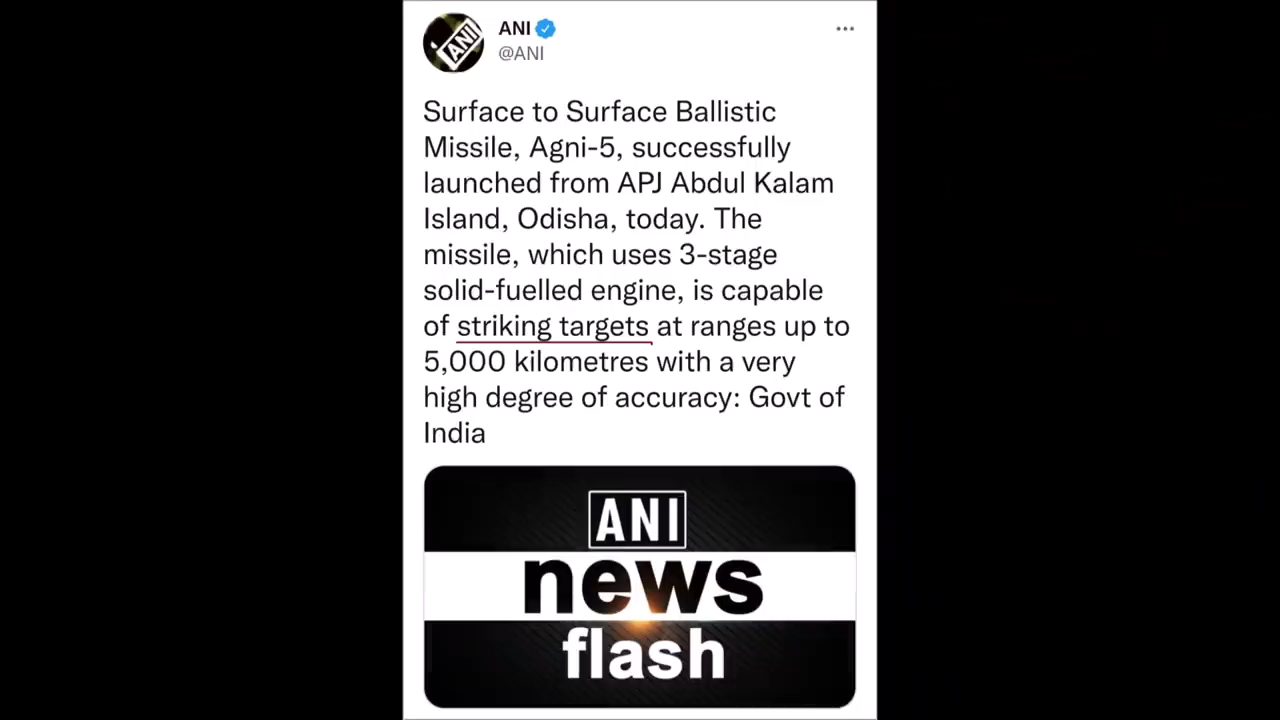 ANI
ANI
@ANI
Surface to Surface Ballistic
Missile, Agni-5, successfully
launched from APJ Abdul Kalam
Island, Odisha, today. The
missile, which uses 3-stage
solid-fuelled engine, is capable
of striking targets at ranges up to
5,000 kilometres with a very
high degree of accuracy: Govt of
India
ANI
news
flash